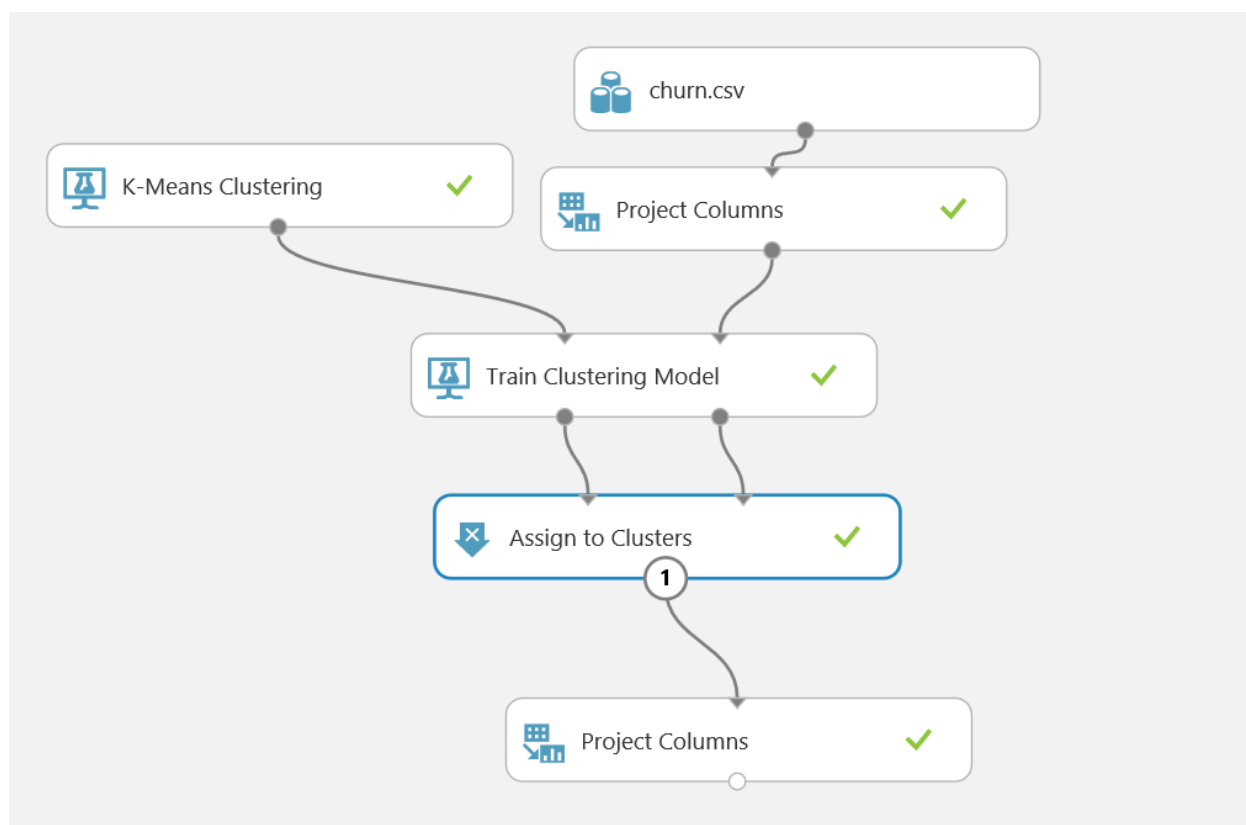 churn.csv
K-Means Clustering
Project Columns
Train Clustering Model
Assign to Clusters
1
Project Columns